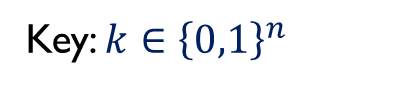 Key: k ∈ {0,1}ⁿ